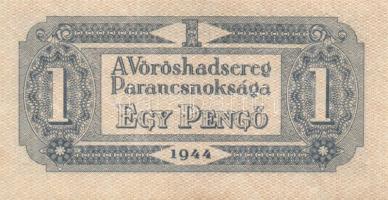 1
A Vöröshadsereg
Parancsnoksága
EGY PENGŐ
1944
1
1